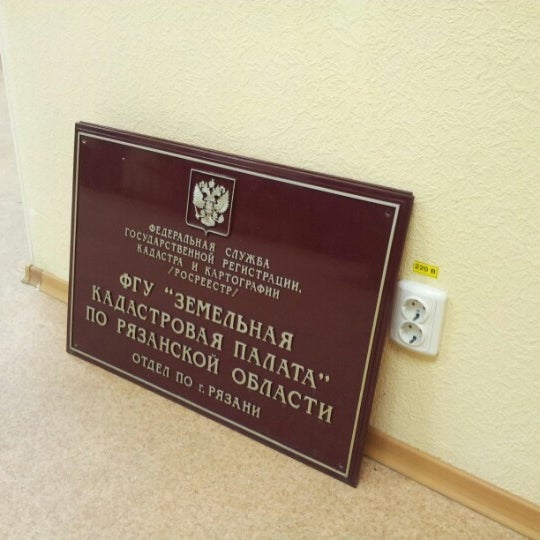 ФЕДЕРАЛЬНАЯ СЛУЖБА
ГОСУДАРСТВЕННОЙ РЕГИСТРАЦИИ,
КАДАСТРА И КАРТОГРАФИИ
/РОСРЕЕСТР/
ФГУ "ЗЕМЕЛЬНАЯ
КАДАСТРОВАЯ ПАЛАТА"
ПО РЯЗАНСКОЙ ОБЛАСТИ
ОТДЕЛ ПО г. РЯЗАНИ
220 В